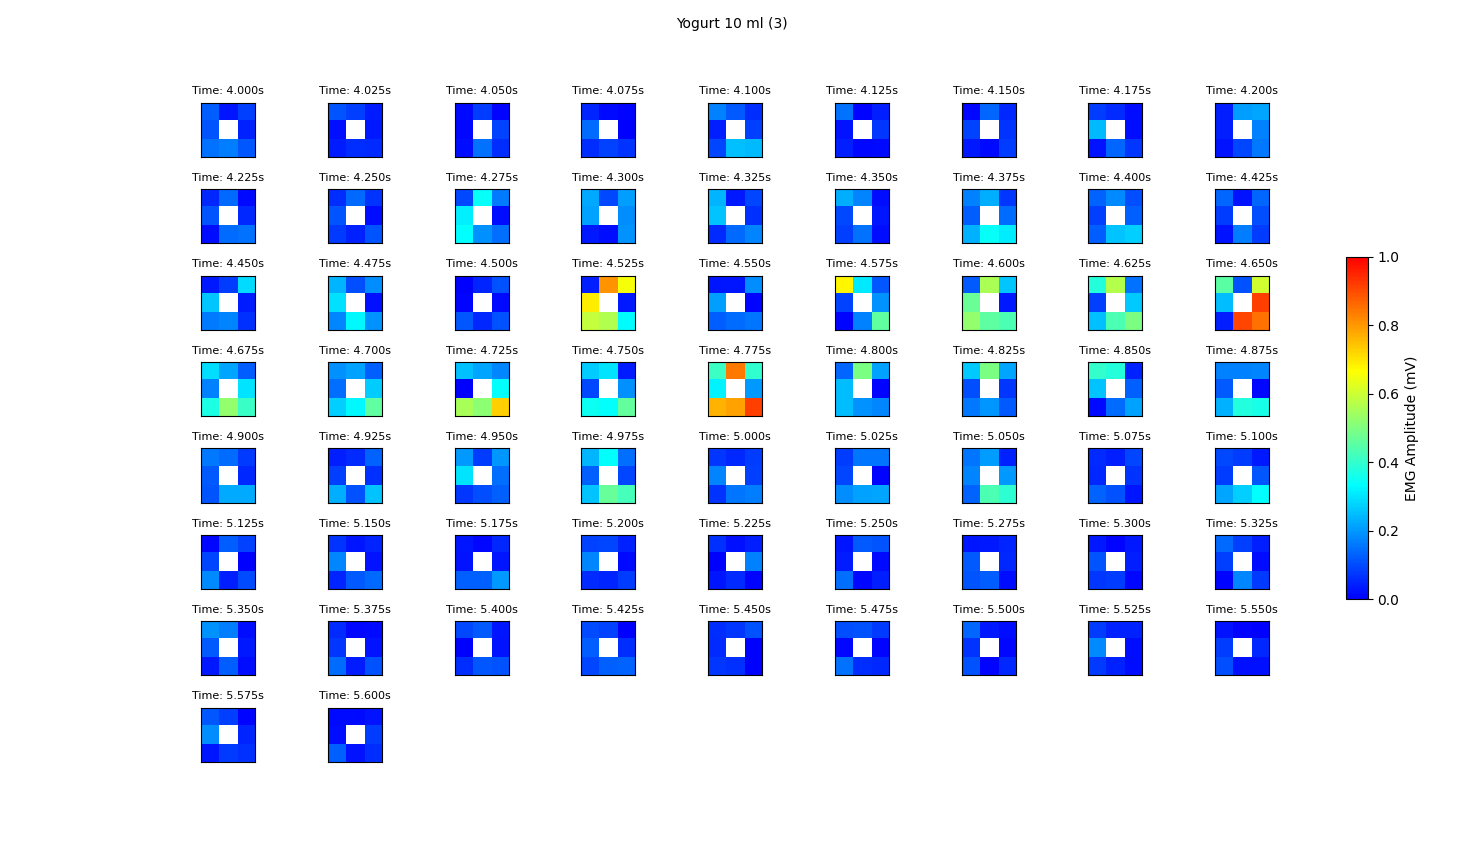 Yogurt 10 ml (3)
Time: 4.000s Time: 4.025s Time: 4.050s Time: 4.075s Time: 4.100s Time: 4.125s Time: 4.150s Time: 4.175s Time: 4.200s
Time: 4.225s Time: 4.250s Time: 4.275s Time: 4.300s Time: 4.325s Time: 4.350s Time: 4.375s Time: 4.400s Time: 4.425s
Time: 4.450s Time: 4.475s Time: 4.500s Time: 4.525s Time: 4.550s Time: 4.575s Time: 4.600s Time: 4.625s Time: 4.650s
Time: 4.675s Time: 4.700s Time: 4.725s Time: 4.750s Time: 4.775s Time: 4.800s Time: 4.825s Time: 4.850s Time: 4.875s
Time: 4.900s Time: 4.925s Time: 4.950s Time: 4.975s Time: 5.000s Time: 5.025s Time: 5.050s Time: 5.075s Time: 5.100s
Time: 5.125s Time: 5.150s Time: 5.175s Time: 5.200s Time: 5.225s Time: 5.250s Time: 5.275s Time: 5.300s Time: 5.325s
Time: 5.350s Time: 5.375s Time: 5.400s Time: 5.425s Time: 5.450s Time: 5.475s Time: 5.500s Time: 5.525s Time: 5.550s
Time: 5.575s Time: 5.600s
1.0
0.8
0.6
0.4
0.2
0.0
EMG Amplitude (mV)